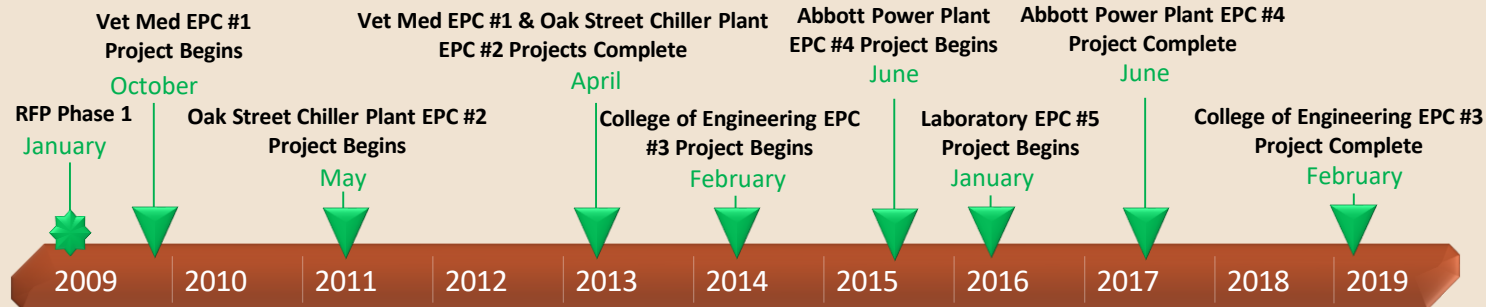 RFP Phase 1
January
Vet Med EPC #1
Project Begins
October
Oak Street Chiller Plant EPC #2
Project Begins
May
Vet Med EPC #1 & Oak Street Chiller Plant
EPC #2 Projects Complete
April
College of Engineering EPC
#3 Project Begins
February
Abbott Power Plant
EPC #4 Project Begins
June
Laboratory EPC #5
Project Begins
January
Abbott Power Plant EPC #4
Project Complete
June
College of Engineering EPC #3
Project Complete
February
2009 2010 2011 2012 2013 2014 2015 2016 2017 2018 2019